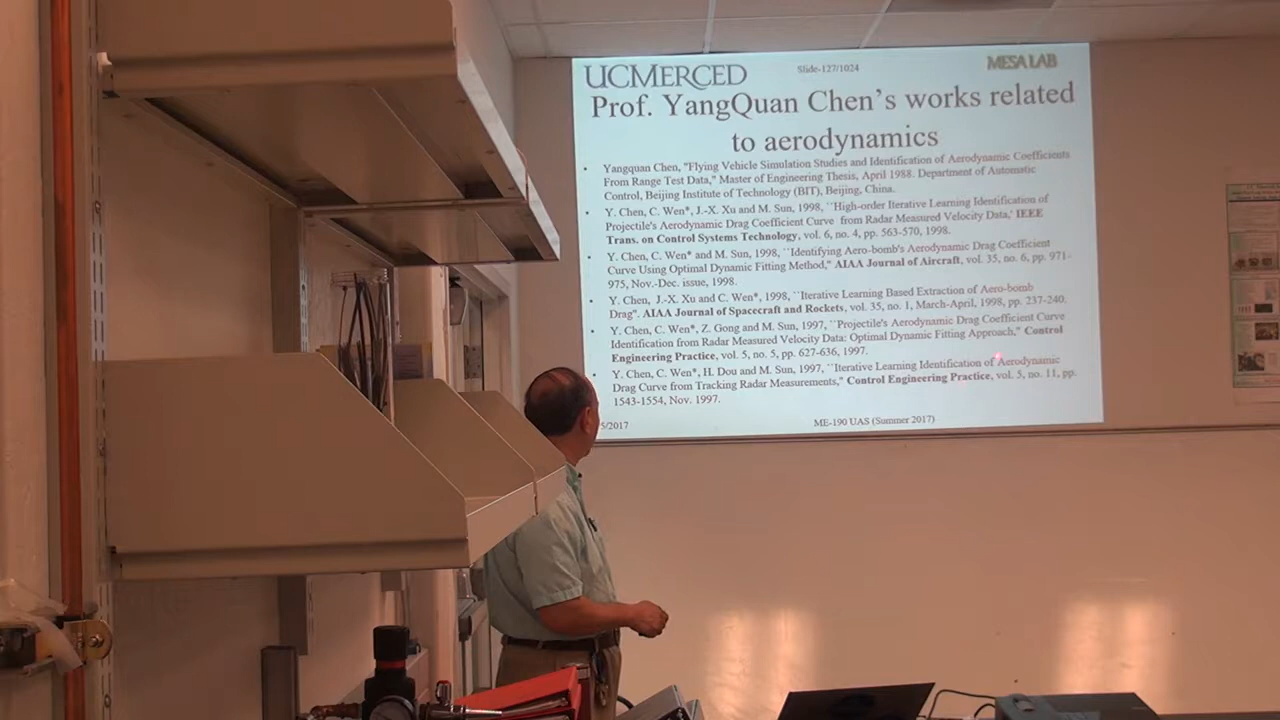 UCMERCED
Slide-127/1024
MESA LAB
Prof. YangQuan Chen's works related
to aerodynamics
• Yangquan Chen, "Flying Vehicle Simulation Studies and Identification of Aerodynamic Coefficients
From Range Test Data," Master of Engineering Thesis, April 1988. Department of Automatic
Control, Beijing Institute of Technology (BIT), Beijing, China.
• Y. Chen, C. Wen*, J.-X. Xu and M. Sun, 1998, ``High-order Iterative Learning Identification of
Projectile's Aerodynamic Drag Coefficient Curve from Radar Measured Velocity Data,' IEEE
Trans. on Control Systems Technology, vol. 6, no. 4, pp. 563-570, 1998.
• Y. Chen, C. Wen* and M. Sun, 1998, ``Identifying Aero-bomb's Aerodynamic Drag Coefficient
Curve Using Optimal Dynamic Fitting Method," AIAA Journal of Aircraft, vol. 35, no. 6, pp. 971-
975, Nov.-Dec. issue, 1998.
• Y. Chen, J.-X. Xu and C. Wen*, 1998, ``Iterative Learning Based Extraction of Aero-bomb
Drag". AIAA Journal of Spacecraft and Rockets, vol. 35, no. 1, March-April, 1998, pp. 237-240.
• Y. Chen, C. Wen*, Z. Gong and M. Sun, 1997, ``Projectile's Aerodynamic Drag Coefficient Curve
Identification from Radar Measured Velocity Data: Optimal Dynamic Fitting Approach," Control
Engineering Practice, vol. 5, no. 5, pp. 627-636, 1997.
• Y. Chen, C. Wen*, H. Dou and M. Sun, 1997, ``Iterative Learning Identification of Aerodynamic
Drag Curve from Tracking Radar Measurements," Control Engineering Practice, vol. 5, no. 11, pp.
1543-1554, Nov. 1997.
5/2017
ME-190 UAS (Summer 2017)